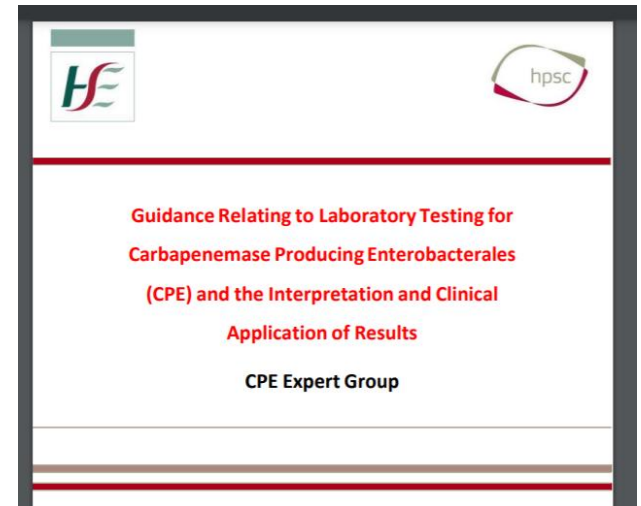 HSE
hpsc
Guidance Relating to Laboratory Testing for
Carbapenemase Producing Enterobacterales
(CPE) and the Interpretation and Clinical
Application of Results
CPE Expert Group